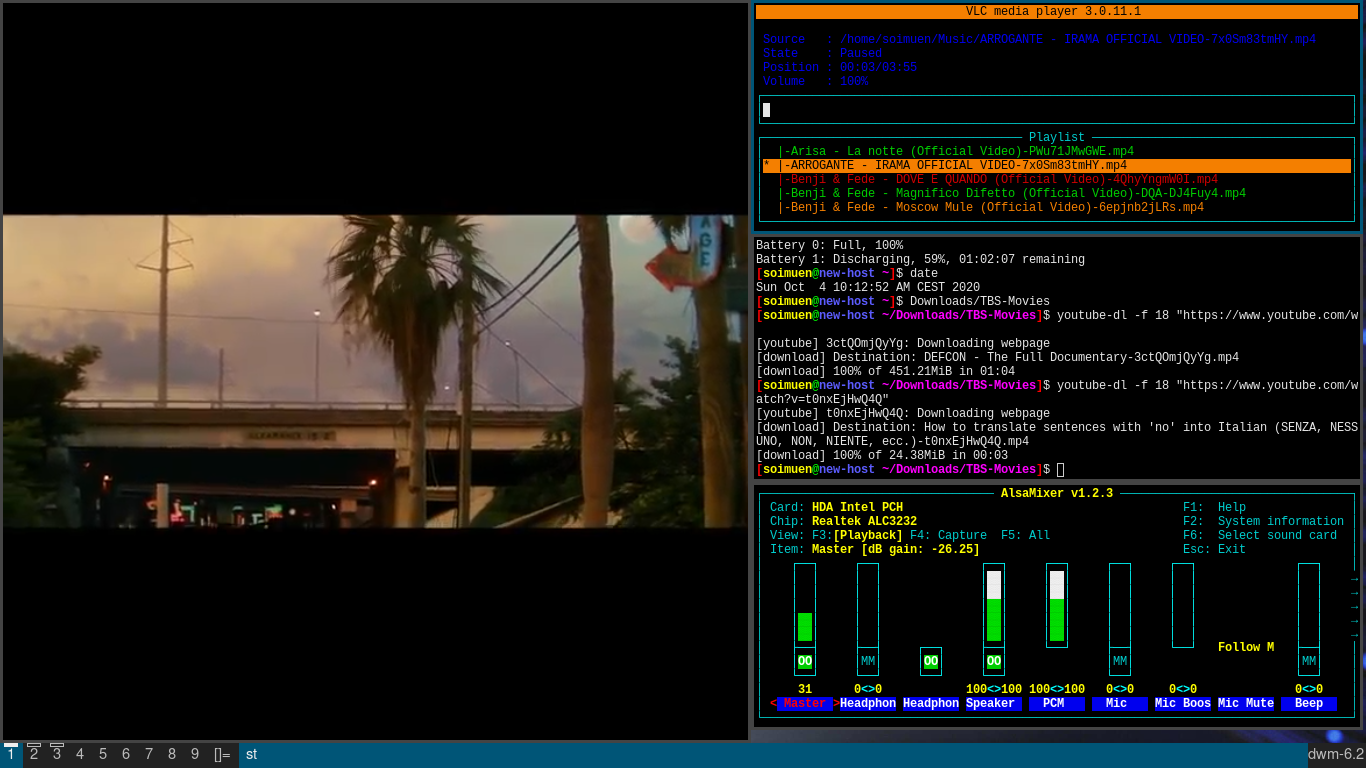 AGE
CLEARANCE
VLC media player 3.0.11.1
Source   : /home/soimuen/Music/ARROGANTE - IRAMA OFFICIAL VIDEO-7x0Sm83tmHY.mp4
State    : Paused
Position : 00:03/03:55
Volume   : 100%
Playlist
|-Arisa - La notte (Official Video)-PWu71JMwGWE.mp4
* |-ARROGANTE - IRAMA OFFICIAL VIDEO-7x0Sm83tmHY.mp4
|-Benji & Fede - DOVE E QUANDO (Official Video)-4QhyYngmW0I.mp4
|-Benji & Fede - Magnifico Difetto (Official Video)-DQA-DJ4Fuy4.mp4
|-Benji & Fede - Moscow Mule (Official Video)-6epjnb2jLRs.mp4
Battery 0: Full, 100%
Battery 1: Discharging, 59%, 01:02:07 remaining
[soimuen@new-host ~]$ date
Sun Oct  4 10:12:52 AM CEST 2020
[soimuen@new-host ~]$ Downloads/TBS-Movies
[soimuen@new-host ~/Downloads/TBS-Movies]$ youtube-dl -f 18 "https://www.youtube.com/w
[youtube] 3ctQOmjQyYg: Downloading webpage
[download] Destination: DEFCON - The Full Documentary-3ctQOmjQyYg.mp4
[download] 100% of 451.21MiB in 01:04
[soimuen@new-host ~/Downloads/TBS-Movies]$ youtube-dl -f 18 "https://www.youtube.com/w
atch?v=t0nxEjHwQ4Q"
[youtube] t0nxEjHwQ4Q: Downloading webpage
[download] Destination: How to translate sentences with 'no' into Italian (SENZA, NESS
UNO, NON, NIENTE, ecc.)-t0nxEjHwQ4Q.mp4
[download] 100% of 24.38MiB in 00:03
[soimuen@new-host ~/Downloads/TBS-Movies]$
AlsaMixer v1.2.3
Card: HDA Intel PCH F1:  Help
Chip: Realtek ALC3232 F2:  System information
View: F3:[Playback] F4: Capture  F5: All F6:  Select sound card
Item: Master [dB gain: -26.25] Esc: Exit
Follow M
OO MM OO OO MM MM
31 0<>0 100<>100 100<>100 0<>0 0<>0 0<>0
< Master > Headphon Headphon Speaker PCM Mic Mic Boos Mic Mute Beep
1 2 3 4 5 6 7 8 9 []= st dwm-6.2